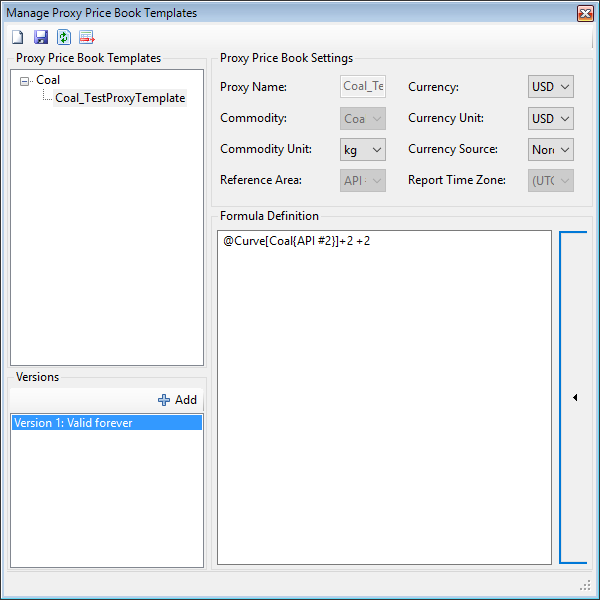 Manage Proxy Price Book Templates
Proxy Price Book Templates
Coal
Coal_TestProxyTemplate
Versions
Add
Version 1: Valid forever
Proxy Price Book Settings
Proxy Name: Coal_Te Currency: USD
Commodity: Coa Currency Unit: USD
Commodity Unit: kg Currency Source: Nor
Reference Area: API Report Time Zone: (UTC
Formula Definition
@Curve[Coal{API #2}]+2 +2